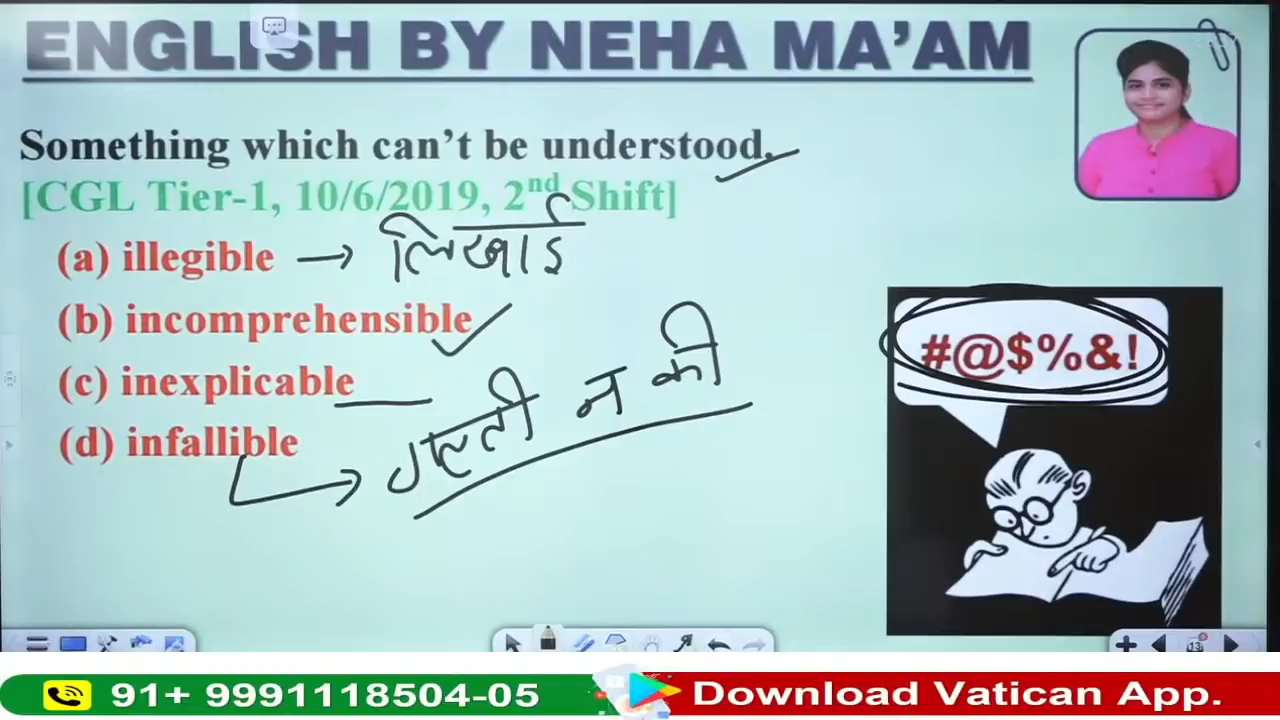 ENGLISH BY NEHA MA’AM
Something which can’t be understood.
[CGL Tier-1, 10/6/2019, 2nd Shift]
(a) illegible → लिखाई
(b) incomprehensible
(c) inexplicable
(d) infallible
→ गलती न की
#@$%&!
13
91+ 9991118504-05
Download Vatican App.